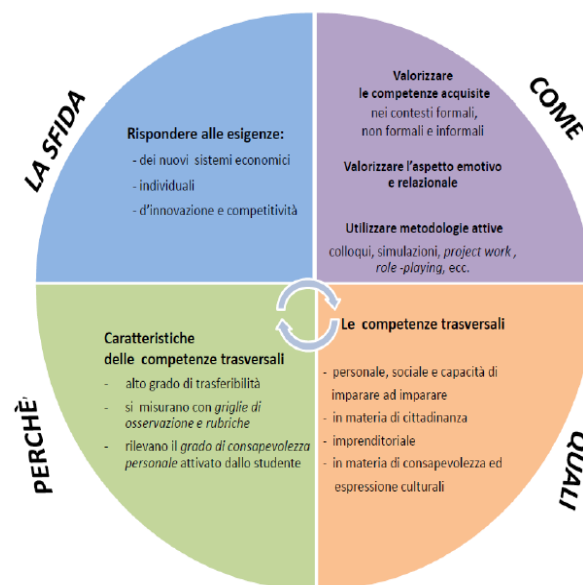 LA SFIDA
Rispondere alle esigenze:
- dei nuovi sistemi economici
- individuali
- d'innovazione e competitività
COME
Valorizzare
le competenze acquisite
nei contesti formali,
non formali e informali
Valorizzare l'aspetto emotivo
e relazionale
Utilizzare metodologie attive
colloqui, simulazioni, project work ,
role -playing, ecc.
PERCHÈ
Caratteristiche
delle competenze trasversali
- alto grado di trasferibilità
- si misurano con griglie di
osservazione e rubriche
- rilevano il grado di consapevolezza
personale attivato dallo studente
QUALI
Le competenze trasversali
- personale, sociale e capacità di
imparare ad imparare
- in materia di cittadinanza
- imprenditoriale
- in materia di consapevolezza ed
espressione culturali